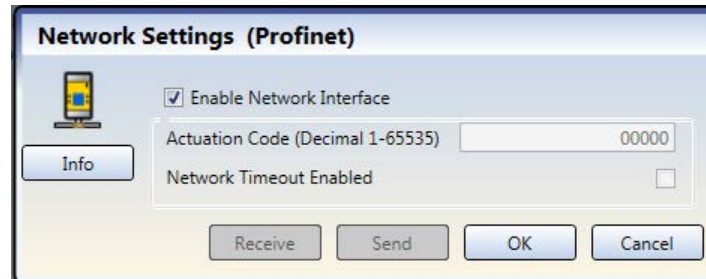 Network Settings (Profinet)
Enable Network Interface
Actuation Code (Decimal 1-65535) 00000
Info
Network Timeout Enabled
Receive Send OK Cancel